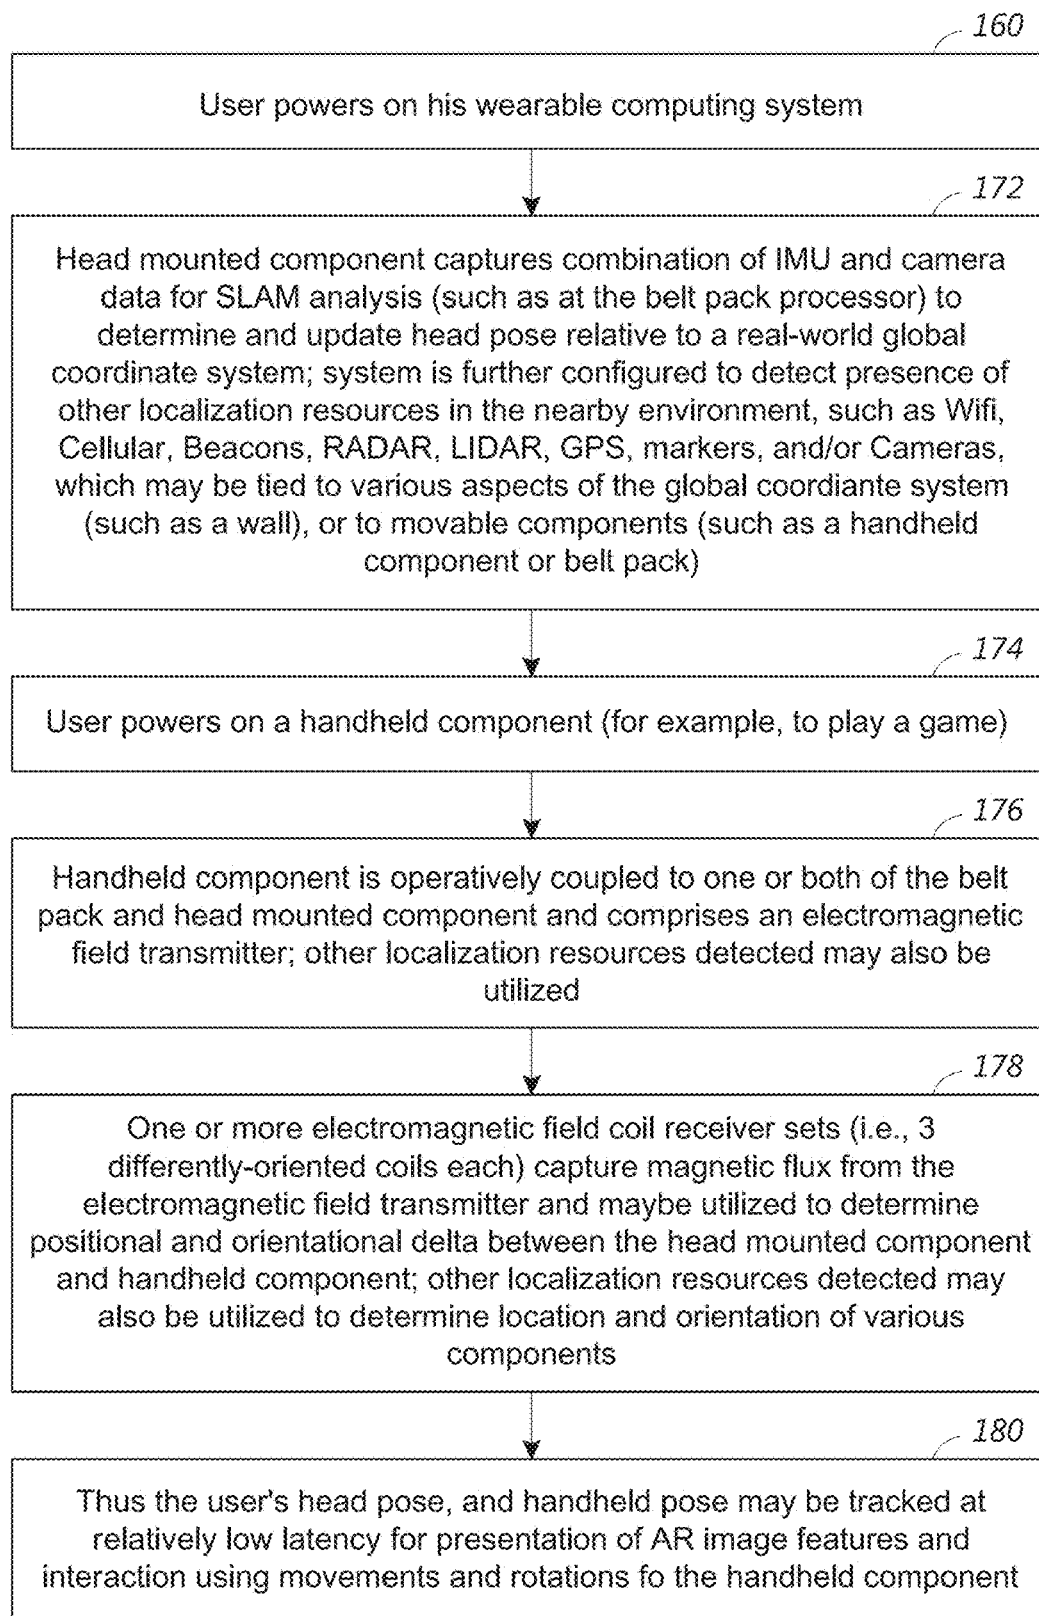 160
User powers on his wearable computing system
172
Head mounted component captures combination of IMU and camera
data for SLAM analysis (such as at the belt pack processor) to
determine and update head pose relative to a real-world global
coordinate system; system is further configured to detect presence of
other localization resources in the nearby environment, such as Wifi,
Cellular, Beacons, RADAR, LIDAR, GPS, markers, and/or Cameras,
which may be tied to various aspects of the global coordiante system
(such as a wall), or to movable components (such as a handheld
component or belt pack)
174
User powers on a handheld component (for example, to play a game)
176
Handheld component is operatively coupled to one or both of the belt
pack and head mounted component and comprises an electromagnetic
field transmitter; other localization resources detected may also be
utilized
178
One or more electromagnetic field coil receiver sets (i.e., 3
differently-oriented coils each) capture magnetic flux from the
electromagnetic field transmitter and maybe utilized to determine
positional and orientational delta between the head mounted component
and handheld component; other localization resources detected may
also be utilized to determine location and orientation of various
components
180
Thus the user's head pose, and handheld pose may be tracked at
relatively low latency for presentation of AR image features and
interaction using movements and rotations fo the handheld component